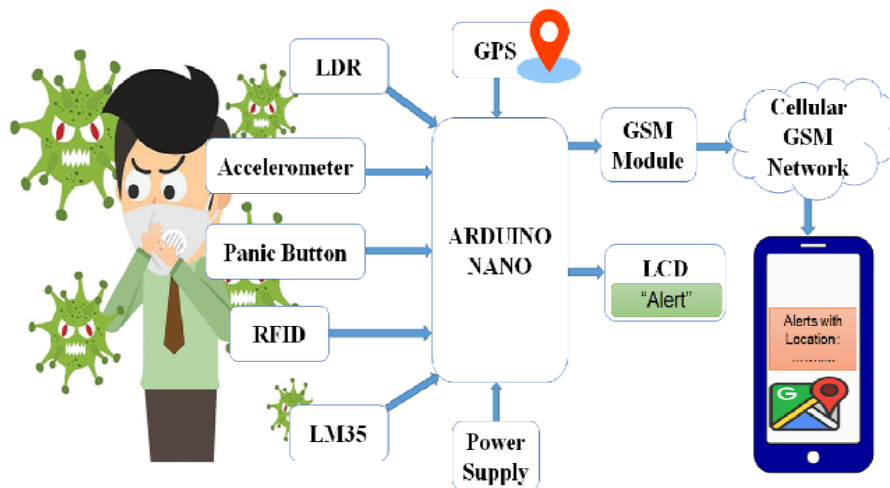 LDR
GPS
Accelerometer
Panic Button
RFID
LM35
ARDUINO
NANO
Power
Supply
GSM
Module
LCD
“Alert”
Cellular
GSM
Network
Alerts with
Location:
...........
G